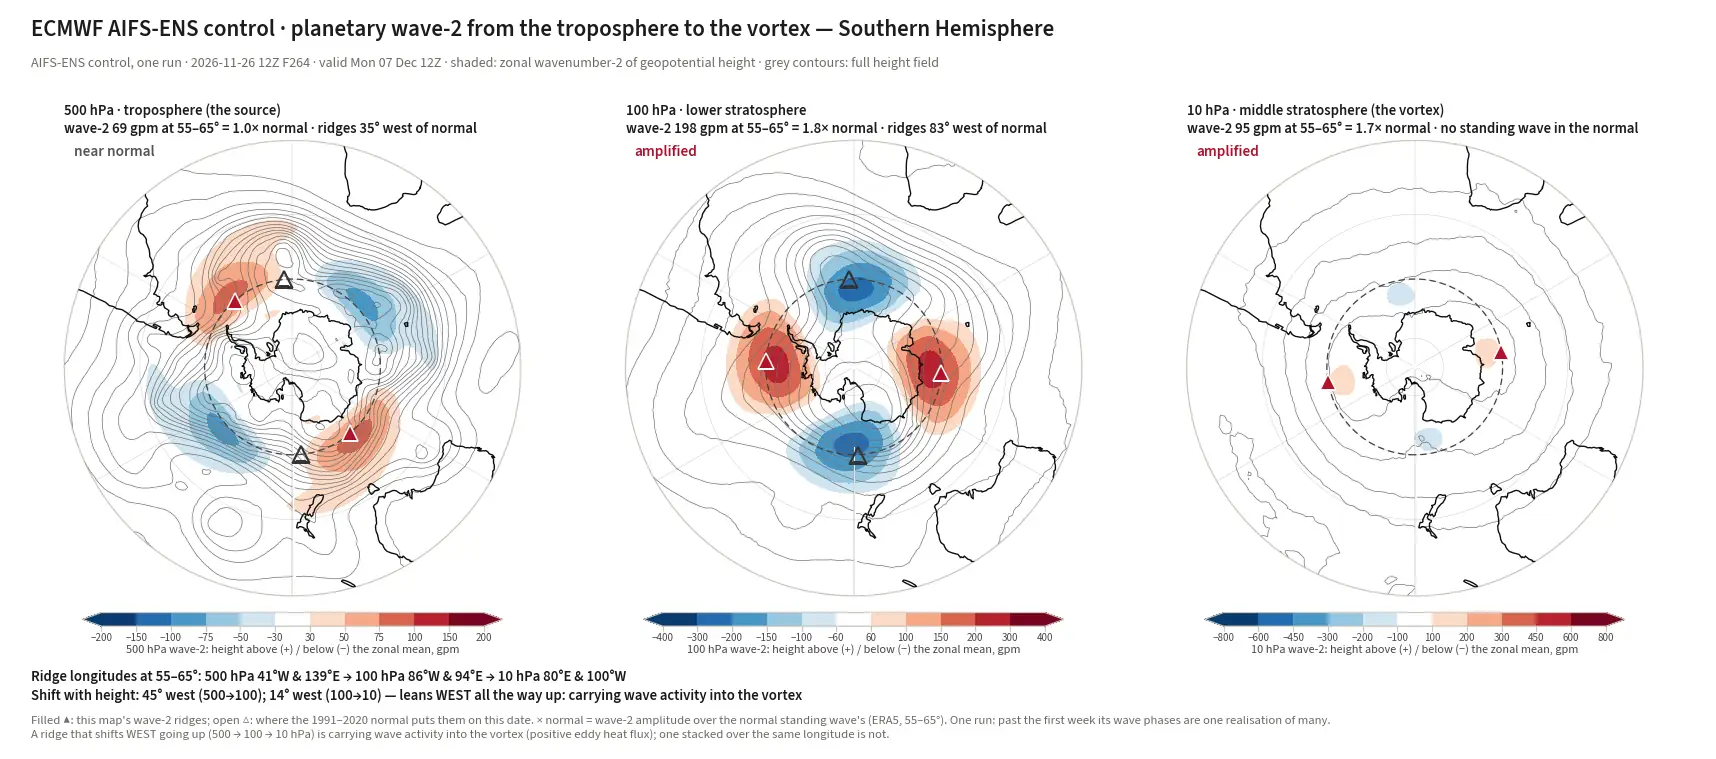 ECMWF AIFS-ENS control · planetary wave-2 from the troposphere to the vortex — Southern Hemisphere
AIFS-ENS control, one run · 2026-11-26 12Z F264 · valid Mon 07 Dec 12Z · shaded: zonal wavenumber-2 of geopotential height · grey contours: full height field
500 hPa · troposphere (the source)
wave-2 69 gpm at 55–65° = 1.0× normal · ridges 35° west of normal
near normal
100 hPa · lower stratosphere
wave-2 198 gpm at 55–65° = 1.8× normal · ridges 83° west of normal
amplified
10 hPa · middle stratosphere (the vortex)
wave-2 95 gpm at 55–65° = 1.7× normal · no standing wave in the normal
amplified
−200 −150 −100 −75 −50 −30 30 50 75 100 150 200
500 hPa wave-2: height above (+) / below (−) the zonal mean, gpm
−400 −300 −200 −150 −100 −60 60 100 150 200 300 400
100 hPa wave-2: height above (+) / below (−) the zonal mean, gpm
−800 −600 −450 −300 −200 −100 100 200 300 450 600 800
10 hPa wave-2: height above (+) / below (−) the zonal mean, gpm
Ridge longitudes at 55–65°: 500 hPa 41°W & 139°E → 100 hPa 86°W & 94°E → 10 hPa 80°E & 100°W
Shift with height: 45° west (500→100); 14° west (100→10) — leans WEST all the way up: carrying wave activity into the vortex
Filled ▲: this map's wave-2 ridges; open △: where the 1991–2020 normal puts them on this date. × normal = wave-2 amplitude over the normal standing wave's (ERA5, 55–65°). One run: past the first week its wave phases are one realisation of many.
A ridge that shifts WEST going up (500 → 100 → 10 hPa) is carrying wave activity into the vortex (positive eddy heat flux); one stacked over the same longitude is not.